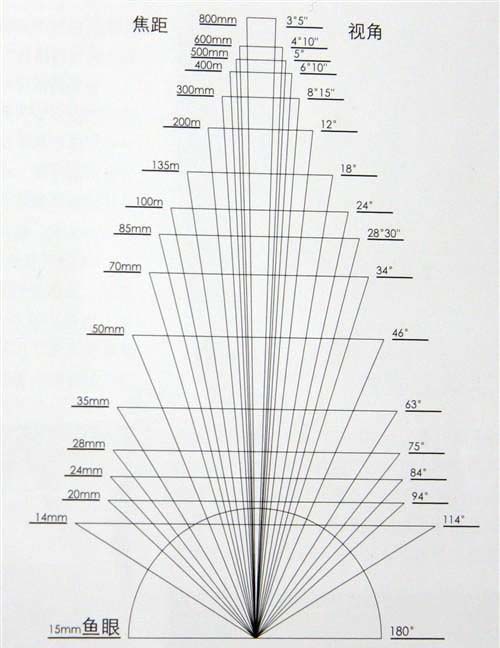 焦距 视角
800mm 3°5"
600mm 4°10"
500mm 5°
400m 6°10"
300mm 8°15"
200m 12°
135m 18°
100m 24°
85mm 28°30"
70mm 34°
50mm 46°
35mm 63°
28mm 75°
24mm 84°
20mm 94°
14mm 114°
15mm鱼眼 180°